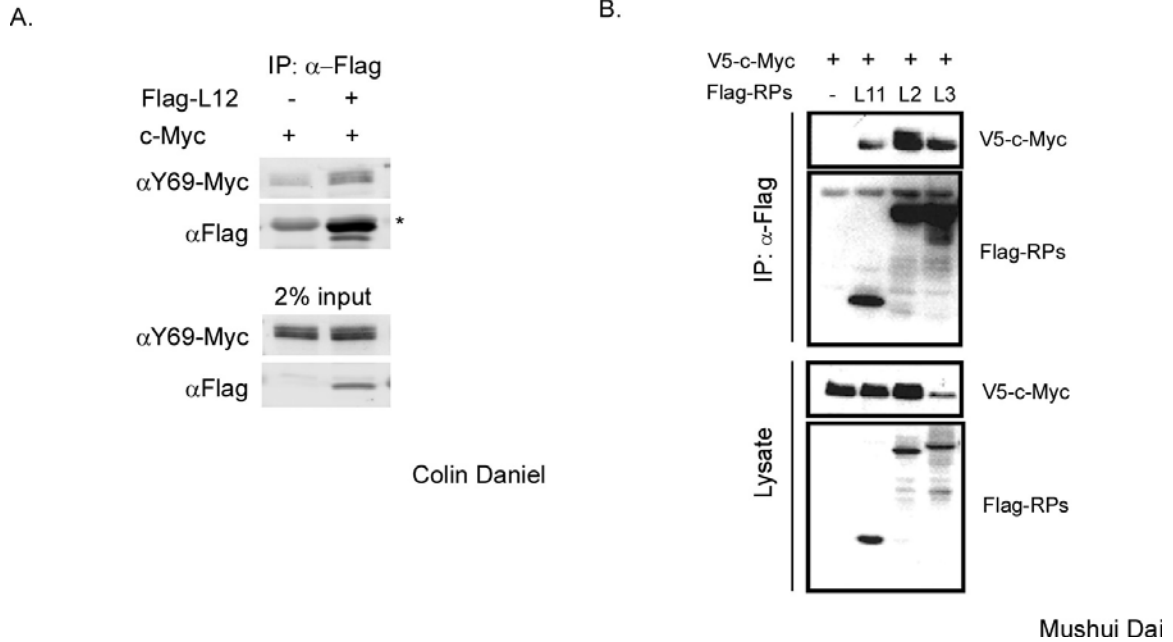 A.
IP: α–Flag
Flag-L12 - +
c-Myc + +
αY69-Myc
αFlag *
2% input
αY69-Myc
αFlag
Colin Daniel
B.
V5-c-Myc + + + +
Flag-RPs - L11 L2 L3
IP: α-Flag
V5-c-Myc
Flag-RPs
Lysate
V5-c-Myc
Flag-RPs
Mushui Dai